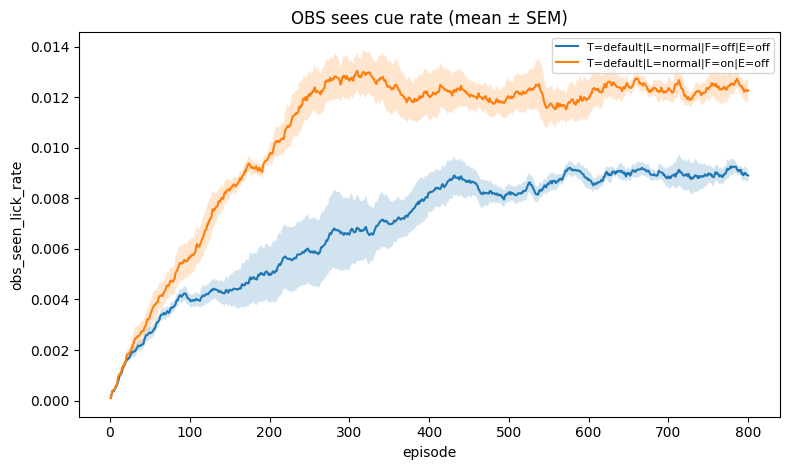 OBS sees cue rate (mean ± SEM)
T=default|L=normal|F=off|E=off
T=default|L=normal|F=on|E=off
obs_seen_lick_rate
0.014
0.012
0.010
0.008
0.006
0.004
0.002
0.000
0 100 200 300 400 500 600 700 800
episode